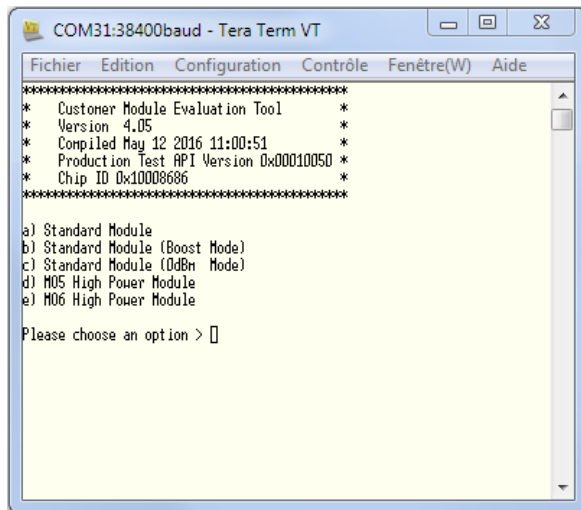 COM31:38400baud - Tera Term VT
Fichier Edition Configuration Contrôle Fenêtre(W) Aide
**************************************************
* Customer Module Evaluation Tool *
* Version 4.05 *
* Compiled May 12 2016 11:00:51 *
* Production Test API Version 0x00010050 *
* Chip ID 0x10008686 *
**************************************************
a) Standard Module
b) Standard Module (Boost Mode)
c) Standard Module (0dBm Mode)
d) M05 High Power Module
e) M06 High Power Module
Please choose an option >